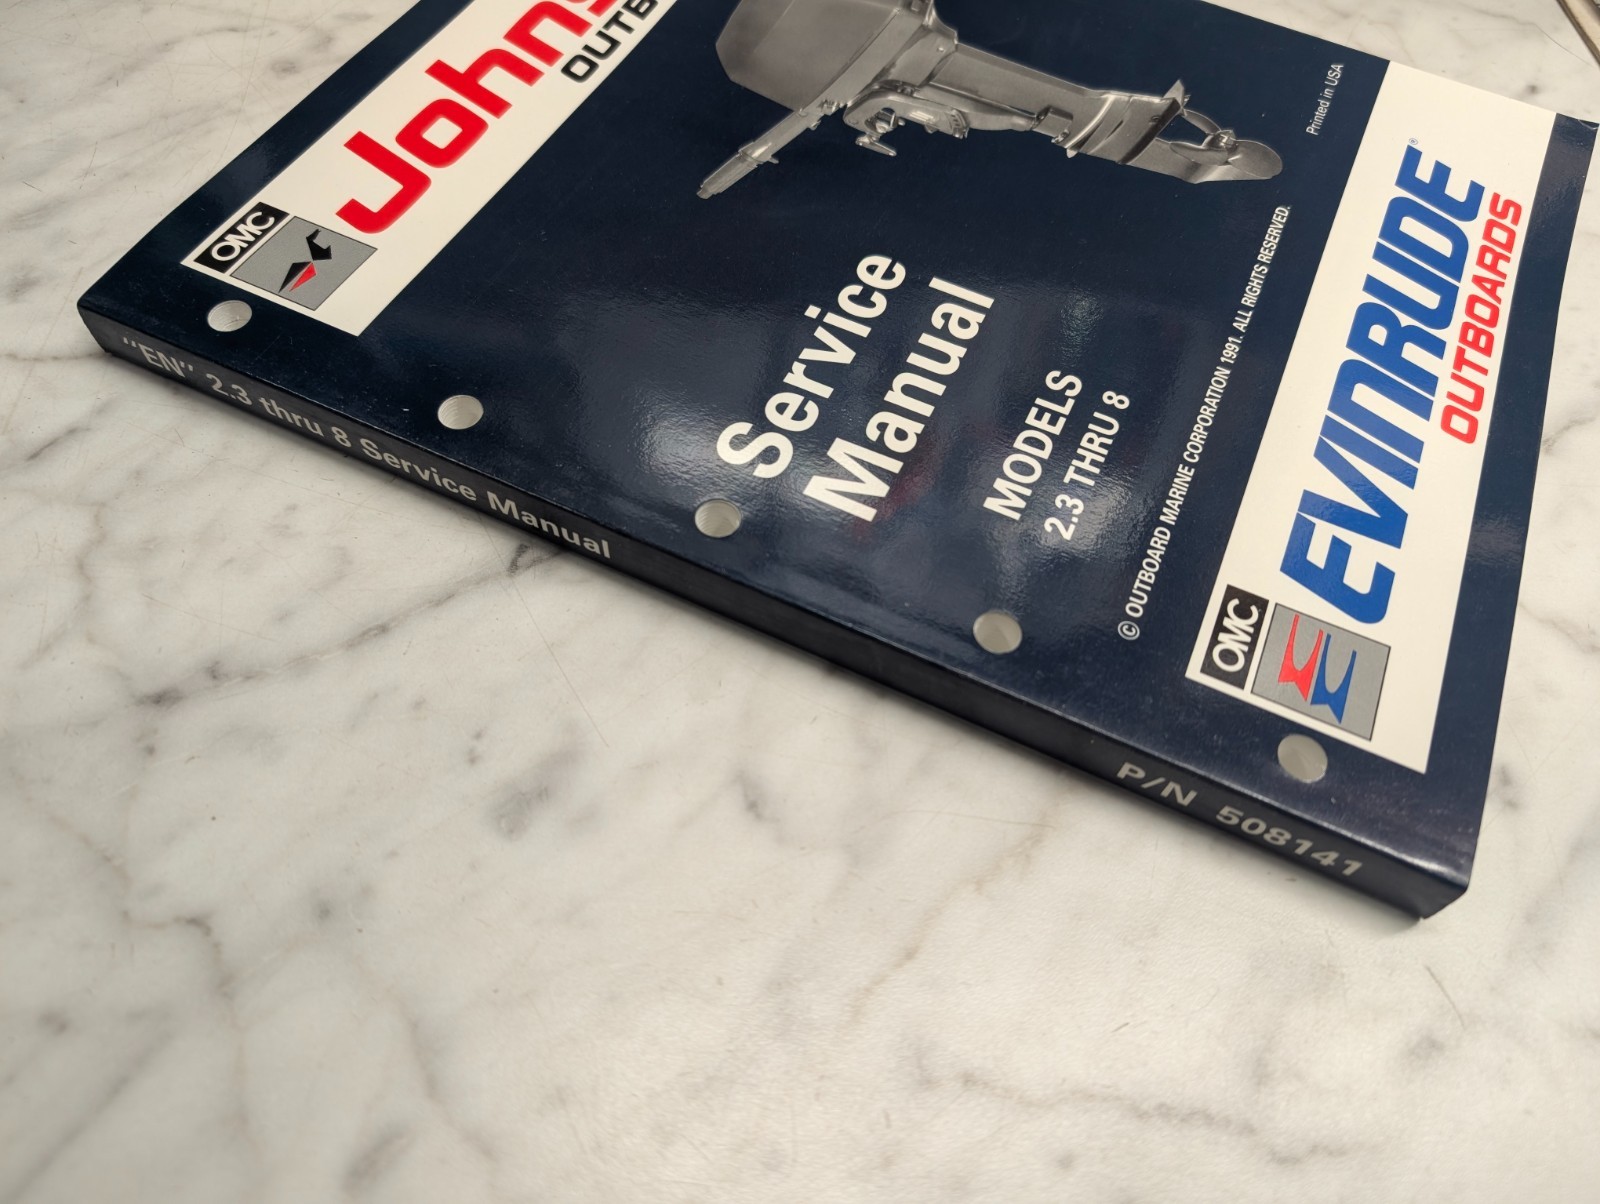 OMC
Johns
OUTB
Service
Manual
MODELS
2.3 THRU 8
© OUTBOARD MARINE CORPORATION 1991. ALL RIGHTS RESERVED.
Printed in USA
OMC
EVINRUDE®
OUTBOARDS
"EN" 2.3 thru 8 Service Manual
P/N 508141